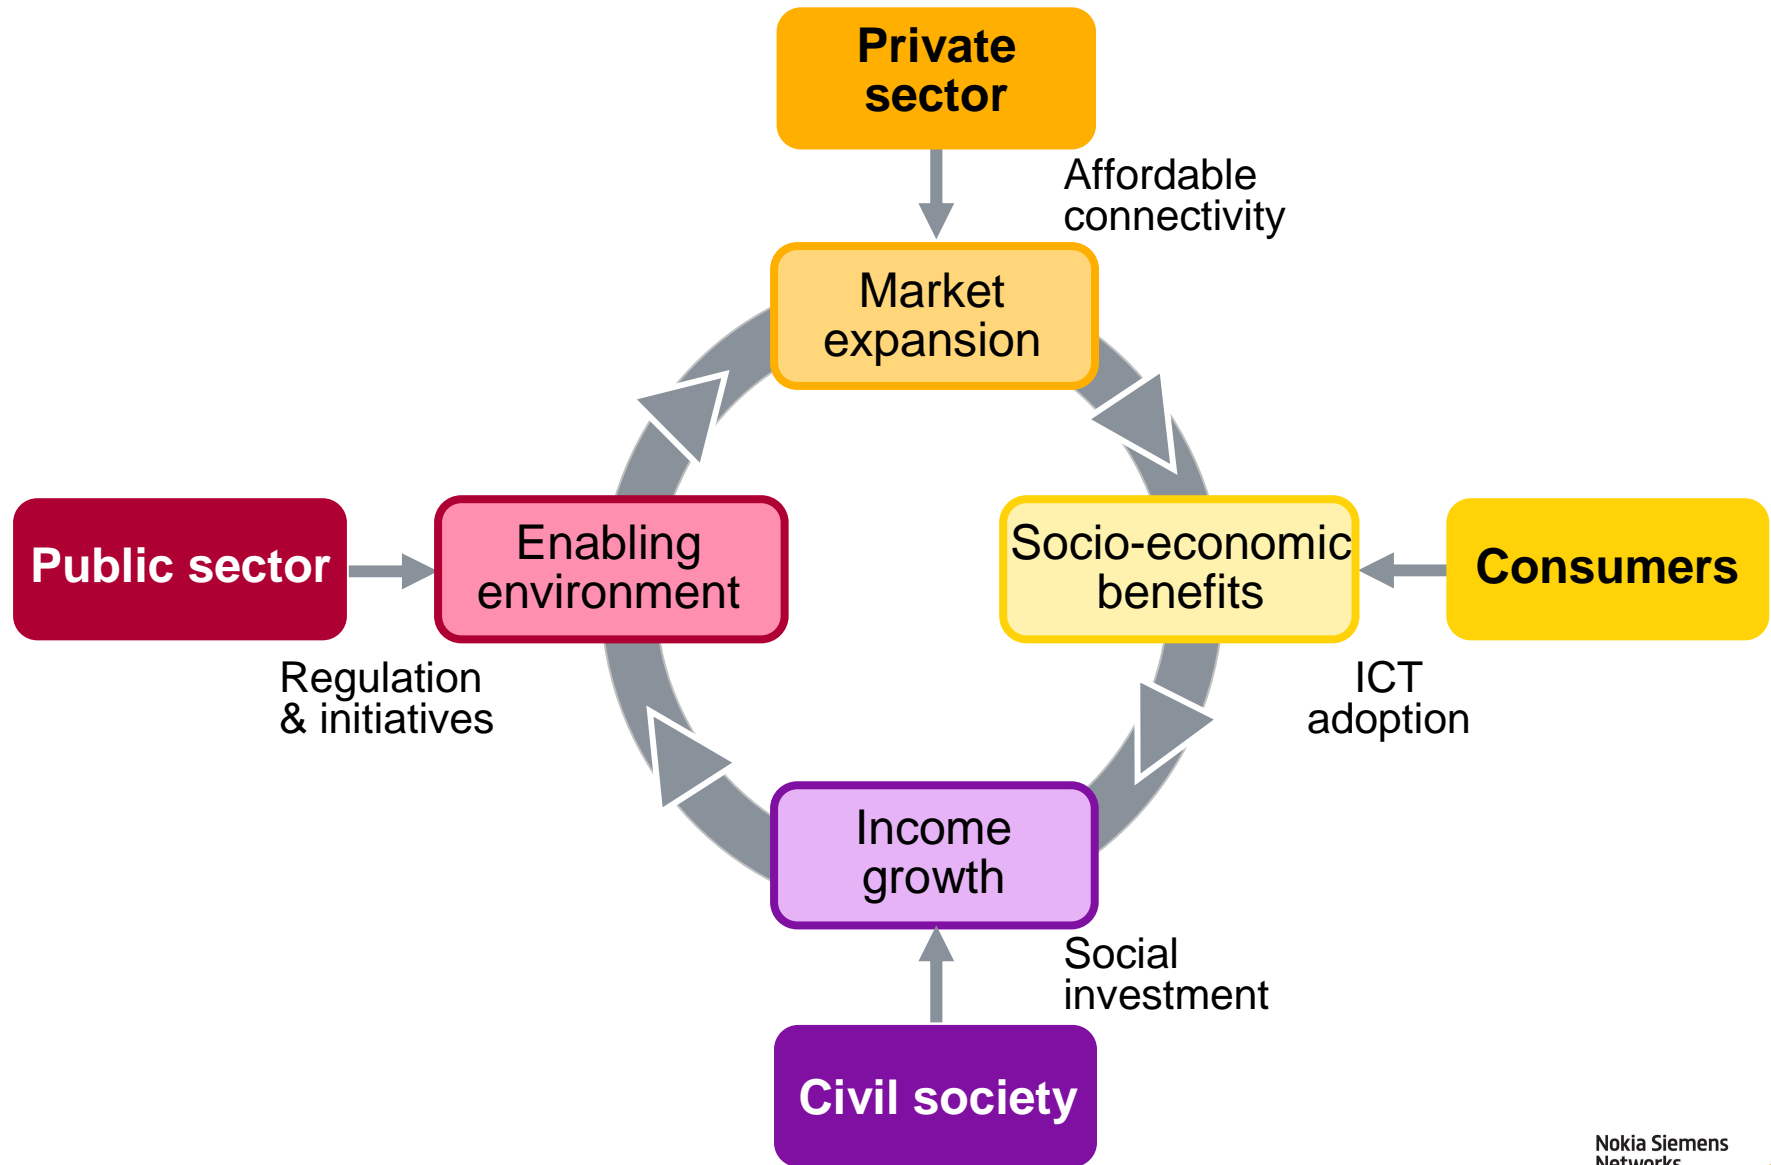 Private
sector
Affordable
connectivity
Market
expansion
Public sector
Enabling
environment
Socio-economic
benefits
Consumers
Regulation
& initiatives
ICT
adoption
Income
growth
Social
investment
Civil society
Nokia Siemens
Networks